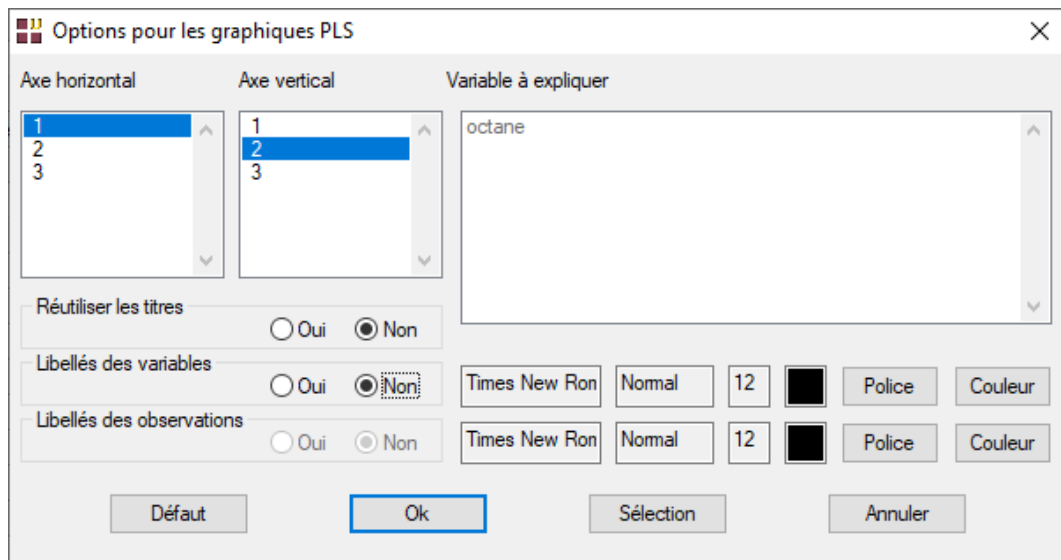 Options pour les graphiques PLS
Axe horizontal
Axe vertical
Variable à expliquer
1
2
3
1
2
3
octane
Réutiliser les titres
Oui
Non
Libellés des variables
Oui
Non
Times New Ron
Normal
12
Police
Couleur
Libellés des observations
Oui
Non
Times New Ron
Normal
12
Police
Couleur
Défaut
Ok
Sélection
Annuler